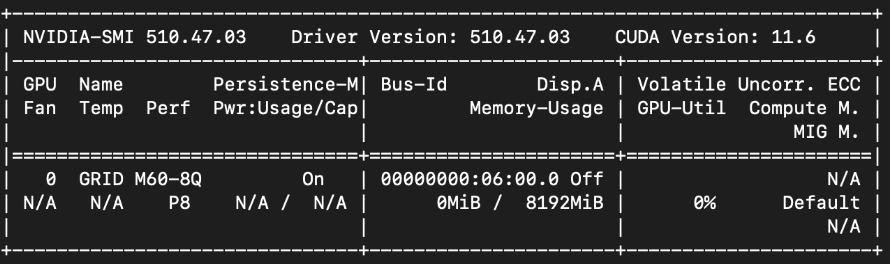 +-----------------------------------------------------------------------------+
| NVIDIA-SMI 510.47.03    Driver Version: 510.47.03    CUDA Version: 11.6     |
|-------------------------------+----------------------+----------------------+
| GPU  Name        Persistence-M| Bus-Id        Disp.A | Volatile Uncorr. ECC |
| Fan  Temp  Perf  Pwr:Usage/Cap|         Memory-Usage | GPU-Util  Compute M. |
|                               |                      |               MIG M. |
|===============================+======================+======================|
|   0  GRID M60-8Q         On   | 00000000:06:00.0 Off |                  N/A |
| N/A   N/A    P8    N/A /  N/A |      0MiB /  8192MiB |      0%      Default |
|                               |                      |                  N/A |
+-------------------------------+----------------------+----------------------+